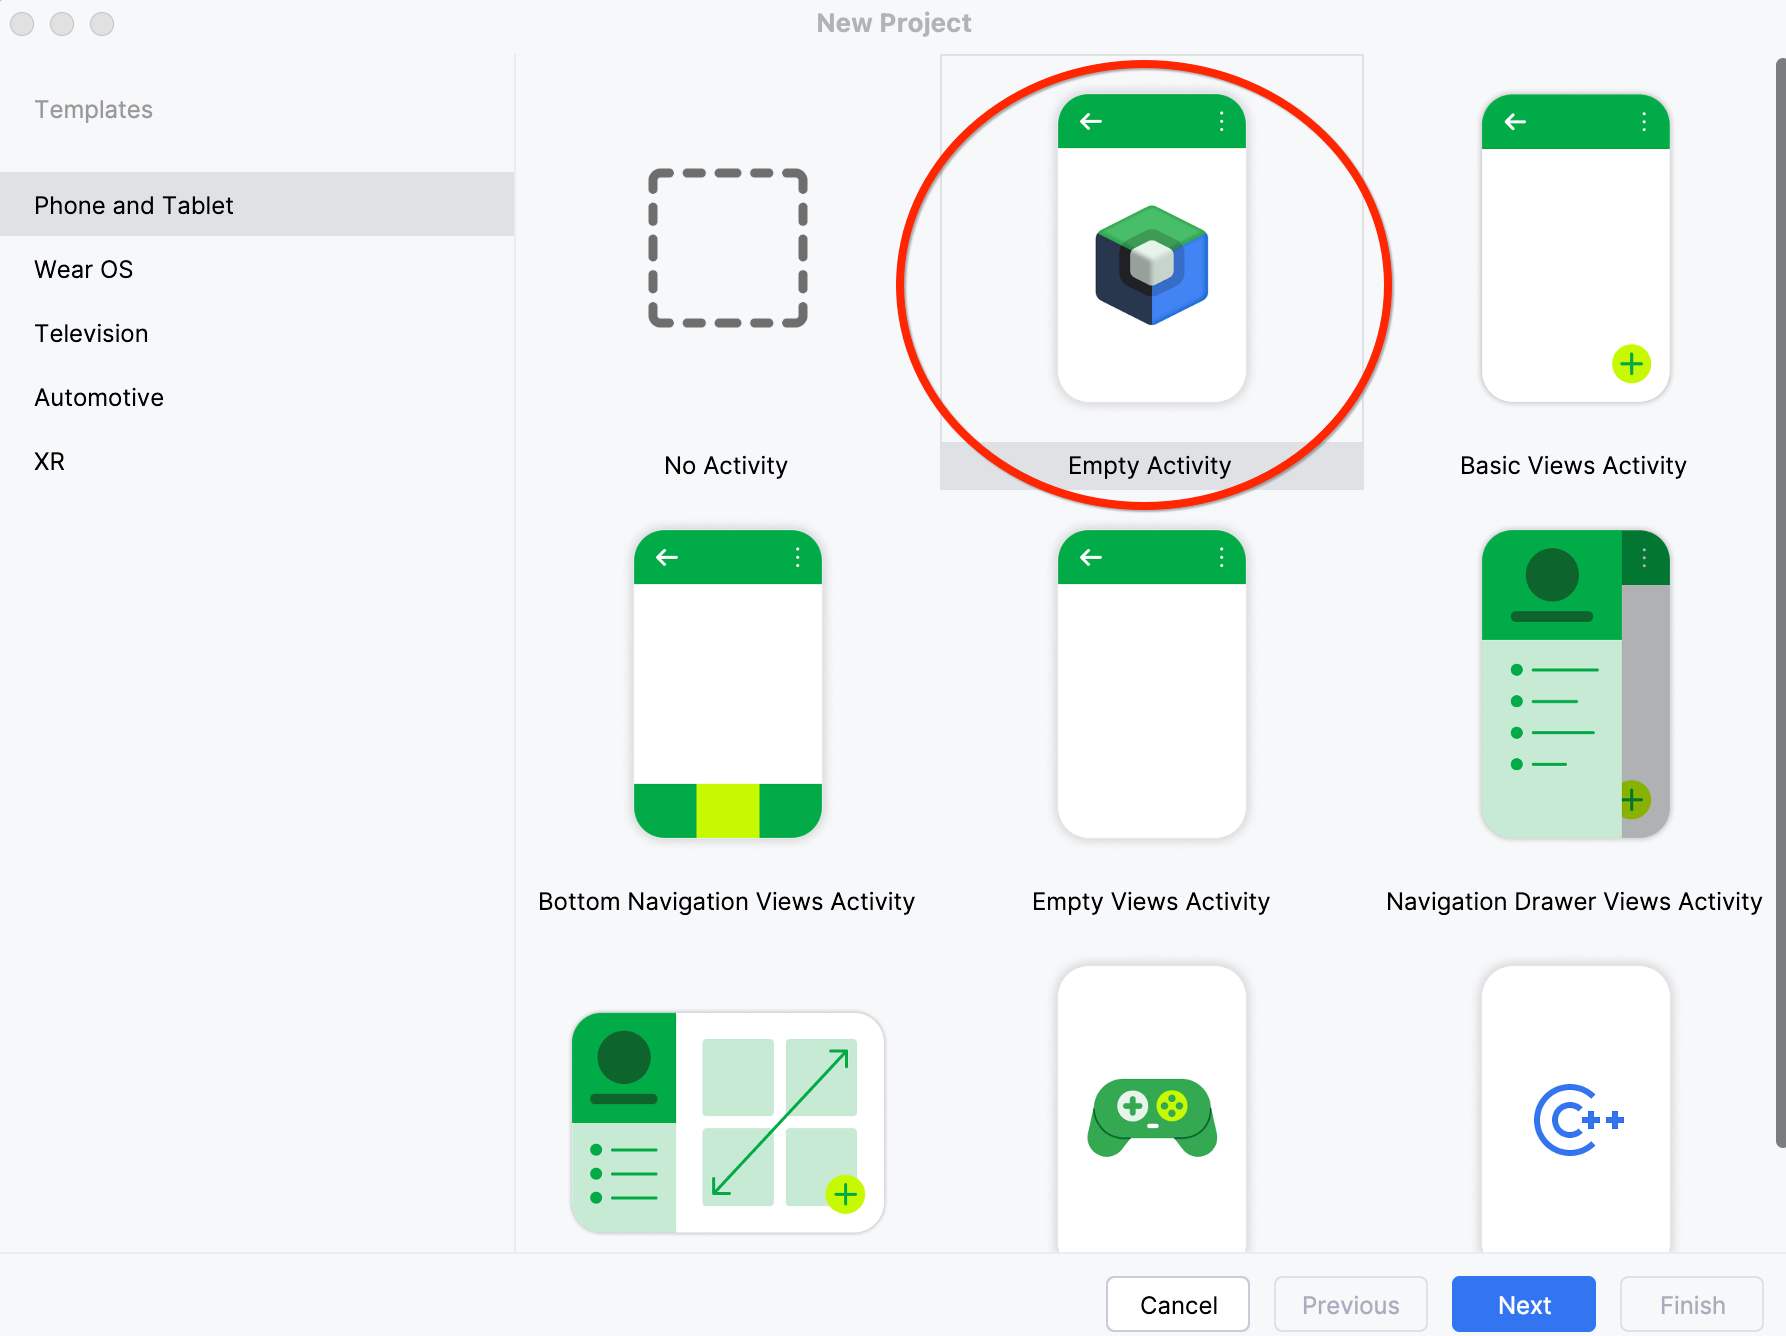 New Project
Templates
Phone and Tablet
Wear OS
Television
Automotive
XR
No Activity
Empty Activity
Basic Views Activity
Bottom Navigation Views Activity
Empty Views Activity
Navigation Drawer Views Activity
C++
Cancel
Previous
Next
Finish